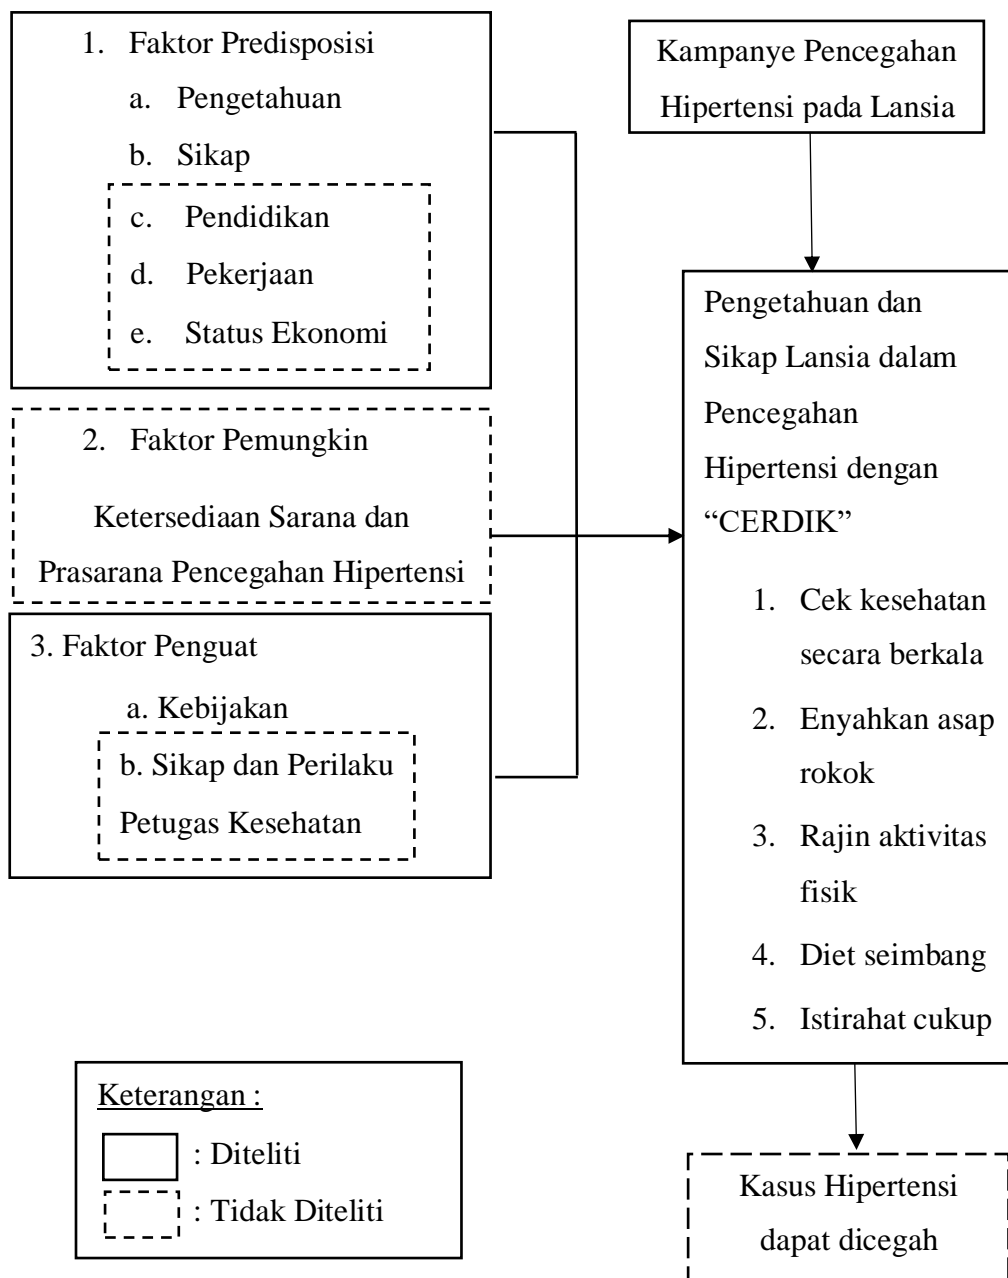 1. Faktor Predisposisi
a. Pengetahuan
b. Sikap
c. Pendidikan
d. Pekerjaan
e. Status Ekonomi
2. Faktor Pemungkin
Ketersediaan Sarana dan
Prasarana Pencegahan Hipertensi
3. Faktor Penguat
a. Kebijakan
b. Sikap dan Perilaku
Petugas Kesehatan
Kampanye Pencegahan
Hipertensi pada Lansia
Pengetahuan dan
Sikap Lansia dalam
Pencegahan
Hipertensi dengan
“CERDIK”
1. Cek kesehatan
secara berkala
2. Enyahkan asap
rokok
3. Rajin aktivitas
fisik
4. Diet seimbang
5. Istirahat cukup
Keterangan :
: Diteliti
: Tidak Diteliti
Kasus Hipertensi
dapat dicegah